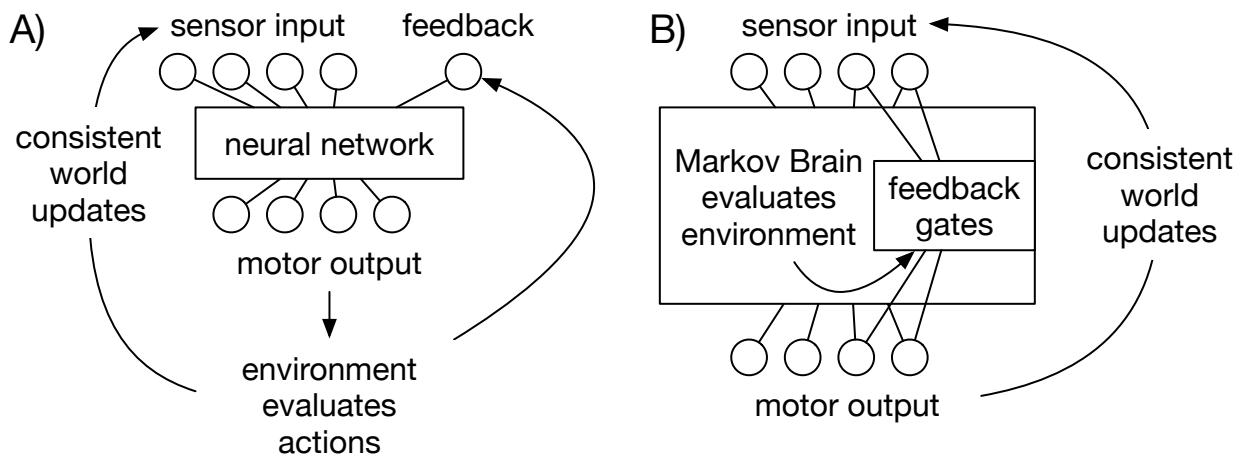 A)
sensor input
feedback
neural network
consistent
world
updates
motor output
environment
evaluates
actions
B)
sensor input
Markov Brain
evaluates
environment
feedback
gates
consistent
world
updates
motor output